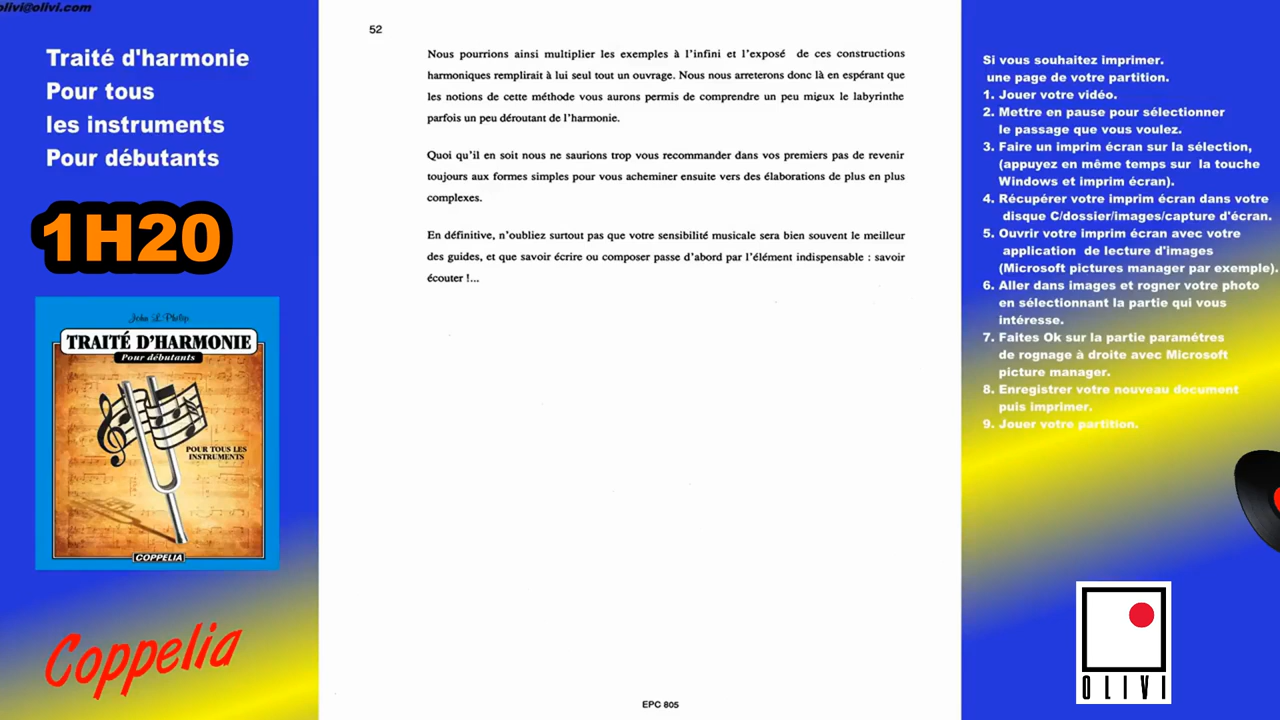 olivi@olivi.com
Traité d'harmonie
Pour tous
les instruments
Pour débutants
1H20
John L. Philip
TRAITÉ D'HARMONIE
Pour débutants
POUR TOUS LES
INSTRUMENTS
COPPELIA
Coppelia
52
Nous pourrions ainsi multiplier les exemples à l'infini et l'exposé de ces constructions
harmoniques remplirait à lui seul tout un ouvrage. Nous nous arreterons donc là en espérant que
les notions de cette méthode vous aurons permis de comprendre un peu mieux le labyrinthe
parfois un peu déroutant de l'harmonie.
Quoi qu'il en soit nous ne saurions trop vous recommander dans vos premiers pas de revenir
toujours aux formes simples pour vous acheminer ensuite vers des élaborations de plus en plus
complexes.
En définitive, n'oubliez surtout pas que votre sensibilité musicale sera bien souvent le meilleur
des guides, et que savoir écrire ou composer passe d'abord par l'élément indispensable : savoir
écouter !...
EPC 805
Si vous souhaitez imprimer.
une page de votre partition.
1. Jouer votre vidéo.
2. Mettre en pause pour sélectionner
le passage que vous voulez.
3. Faire un imprim écran sur la sélection,
(appuyez en même temps sur la touche
Windows et imprim écran).
4. Récupérer votre imprim écran dans votre
disque C/dossier/images/capture d'écran.
5. Ouvrir votre imprim écran avec votre
application de lecture d'images
(Microsoft pictures manager par exemple).
6. Aller dans images et rogner votre photo
en sélectionnant la partie qui vous
intéresse.
7. Faites Ok sur la partie paramétres
de rognage à droite avec Microsoft
picture manager.
8. Enregistrer votre nouveau document
puis imprimer.
9. Jouer votre partition.
OLIVI